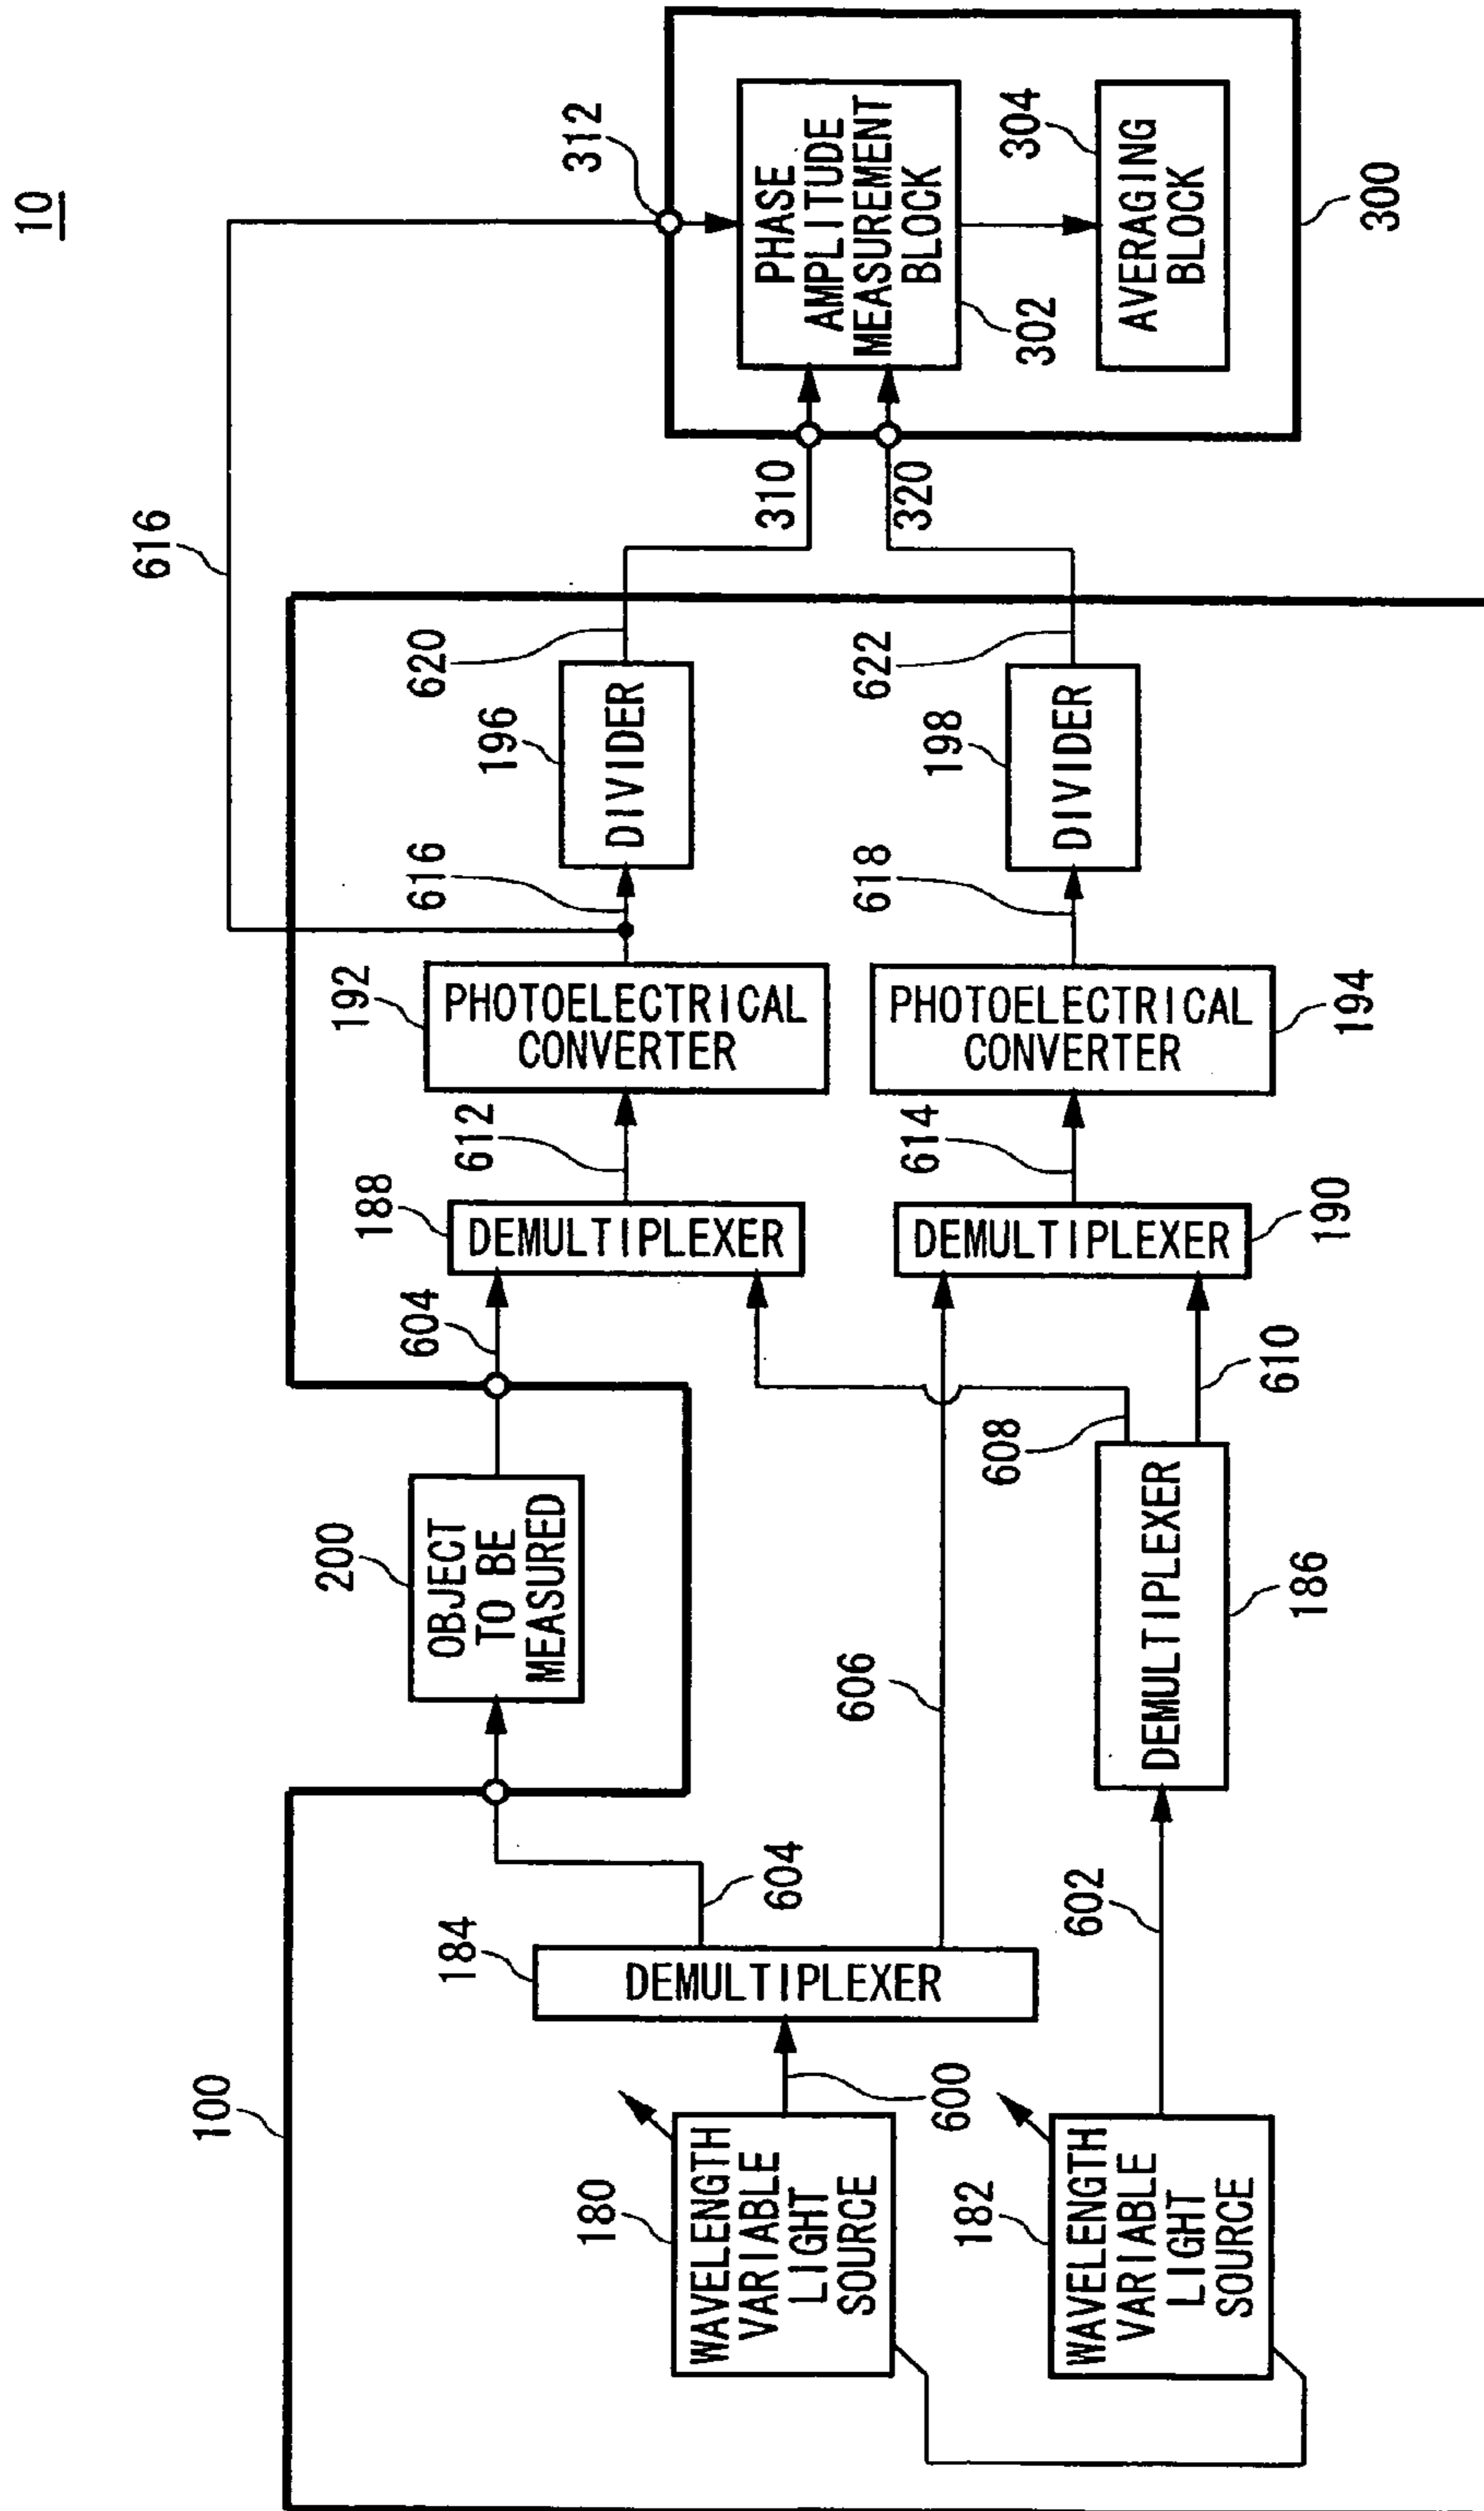 10
100
180
WAVELENGTH
VARIABLE
LIGHT
SOURCE
182
WAVELENGTH
VARIABLE
LIGHT
SOURCE
600
602
184
DEMULTIPLEXER
604
606
186
DEMULTIPLEXER
608
610
200
OBJECT
TO BE
MEASURED
604
188
DEMULTIPLEXER
190
DEMULTIPLEXER
612
614
192
PHOTOELECTRICAL
CONVERTER
194
PHOTOELECTRICAL
CONVERTER
616
618
196
DIVIDER
198
DIVIDER
620
622
616
310
320
312
PHASE
AMPLITUDE
MEASUREMENT
BLOCK
302
304
AVERAGING
BLOCK
300